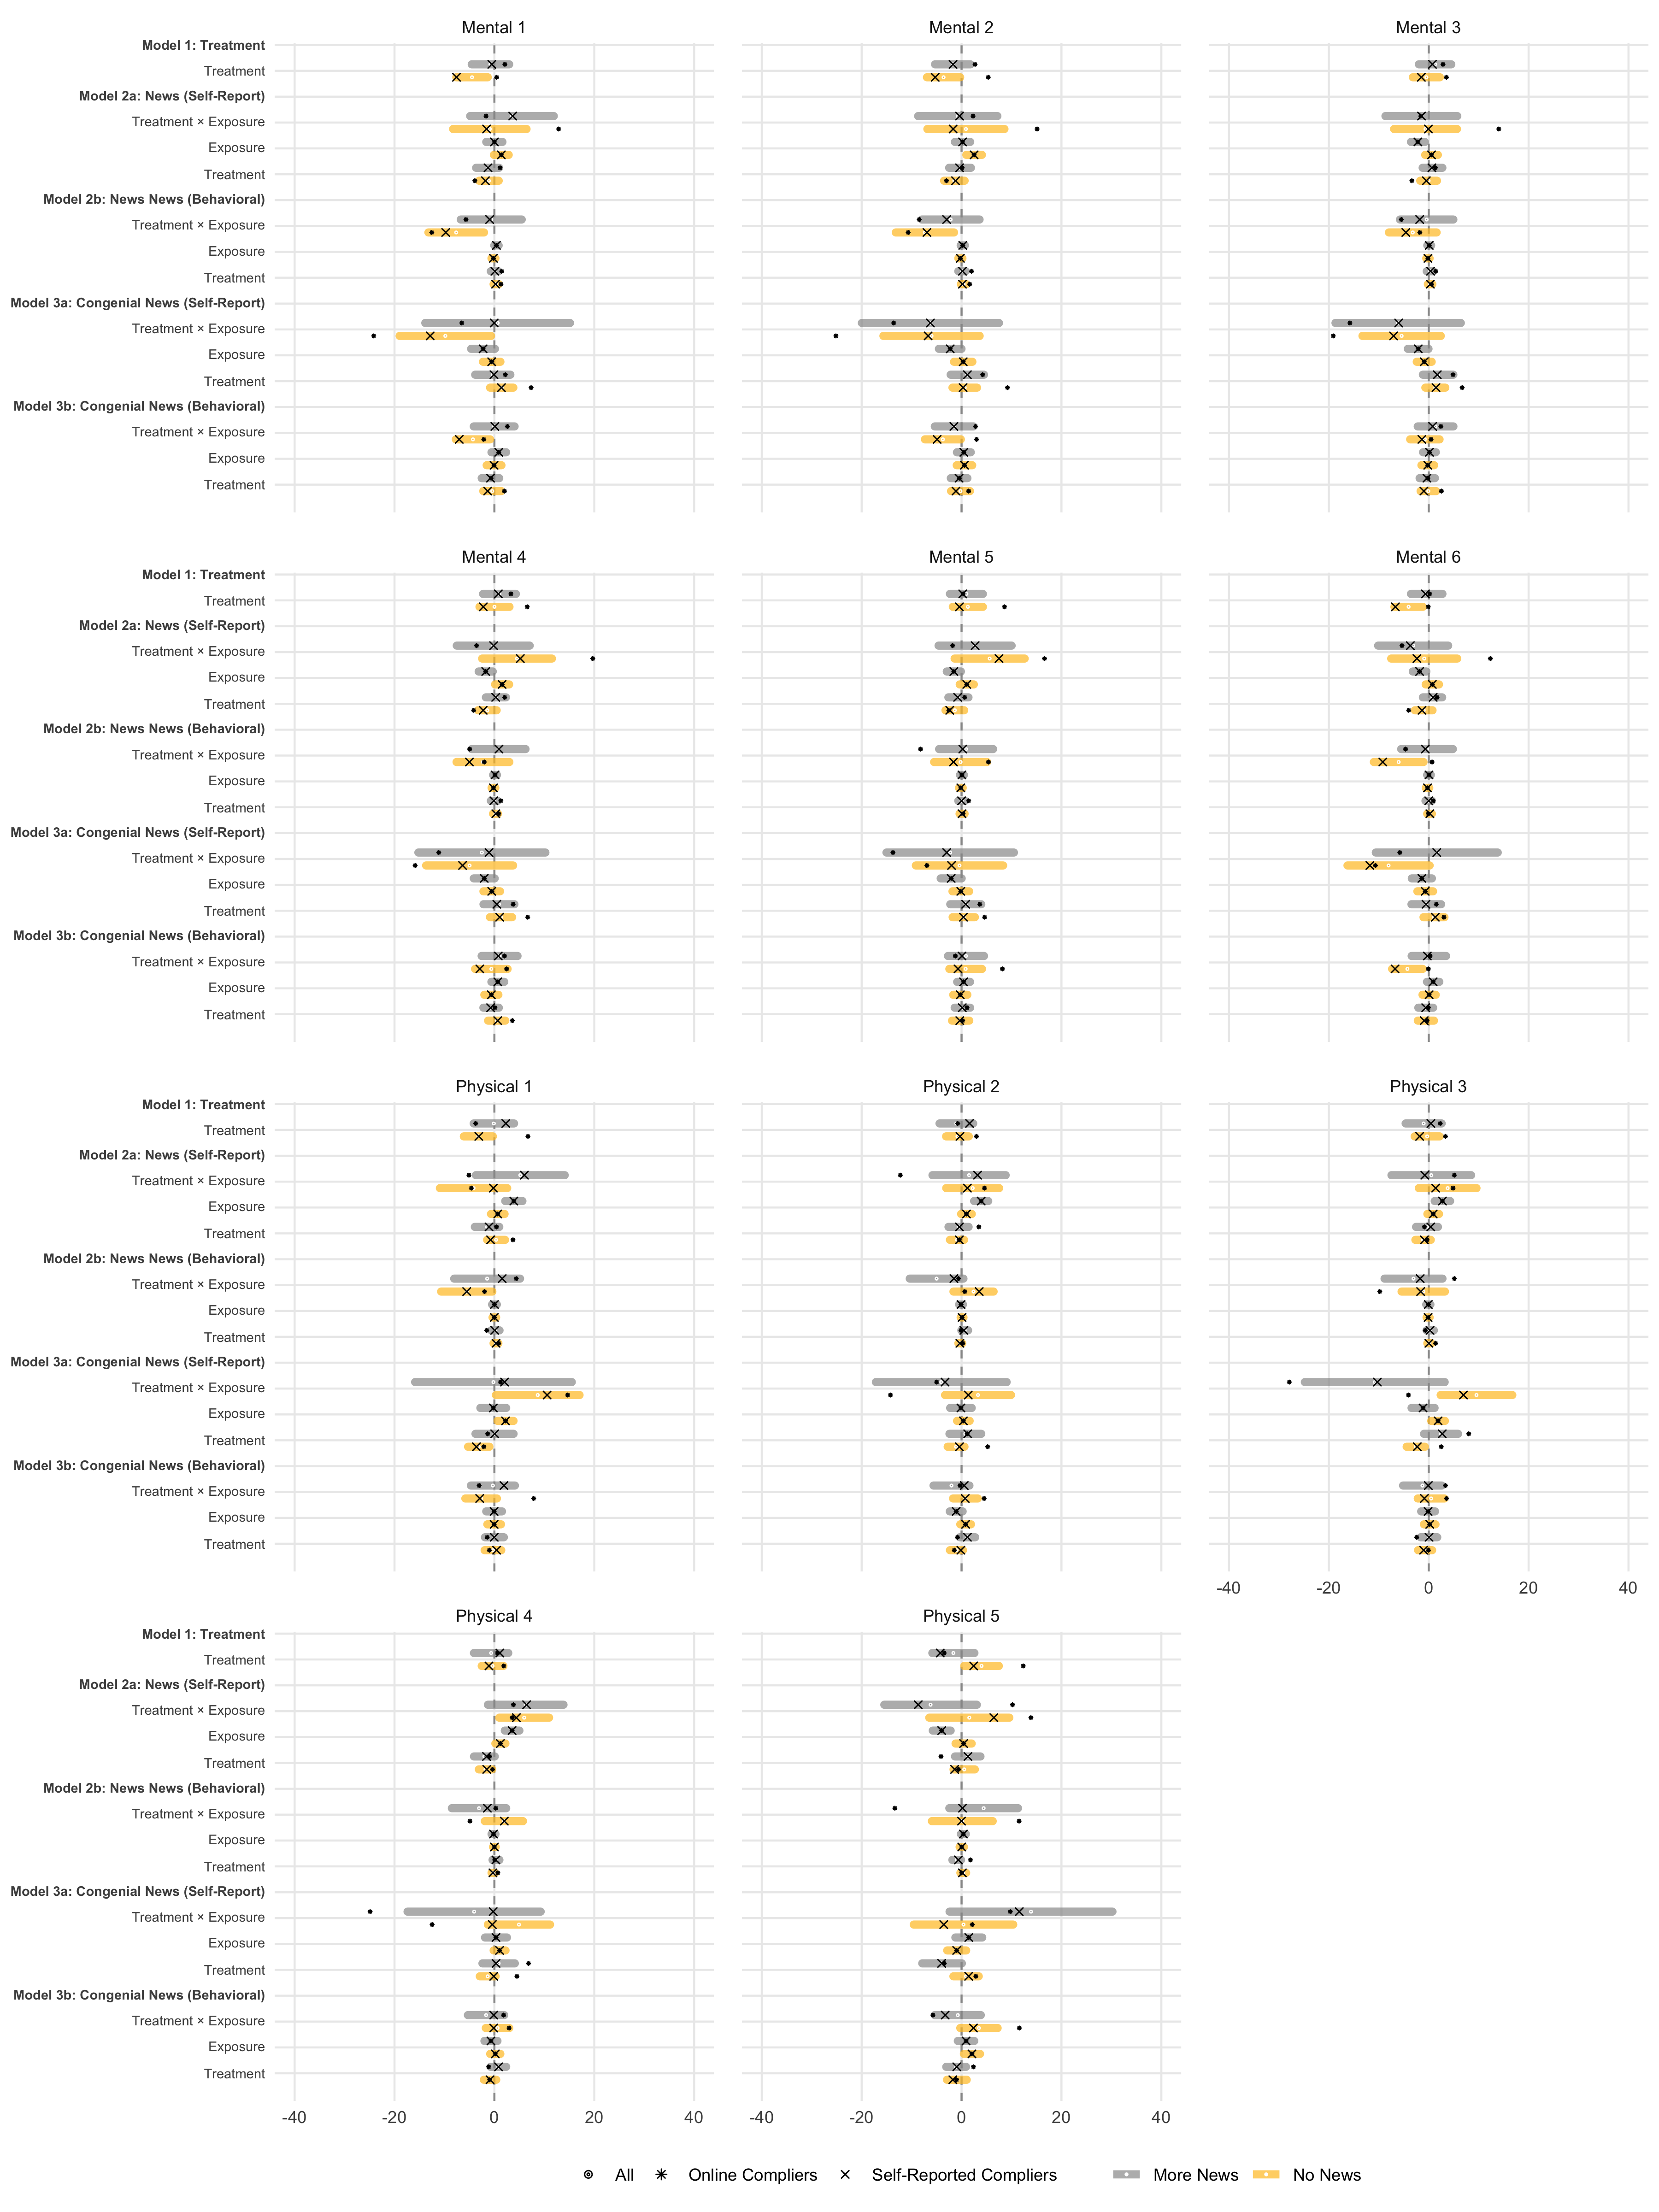 Mental 1 Mental 2 Mental 3
Model 1: Treatment
Treatment
Model 2a: News (Self-Report)
Treatment × Exposure
Exposure
Treatment
Model 2b: News News (Behavioral)
Treatment × Exposure
Exposure
Treatment
Model 3a: Congenial News (Self-Report)
Treatment × Exposure
Exposure
Treatment
Model 3b: Congenial News (Behavioral)
Treatment × Exposure
Exposure
Treatment
Mental 4 Mental 5 Mental 6
Model 1: Treatment
Treatment
Model 2a: News (Self-Report)
Treatment × Exposure
Exposure
Treatment
Model 2b: News News (Behavioral)
Treatment × Exposure
Exposure
Treatment
Model 3a: Congenial News (Self-Report)
Treatment × Exposure
Exposure
Treatment
Model 3b: Congenial News (Behavioral)
Treatment × Exposure
Exposure
Treatment
Physical 1 Physical 2 Physical 3
Model 1: Treatment
Treatment
Model 2a: News (Self-Report)
Treatment × Exposure
Exposure
Treatment
Model 2b: News News (Behavioral)
Treatment × Exposure
Exposure
Treatment
Model 3a: Congenial News (Self-Report)
Treatment × Exposure
Exposure
Treatment
Model 3b: Congenial News (Behavioral)
Treatment × Exposure
Exposure
Treatment
-40 -20 0 20 40
Physical 4 Physical 5
Model 1: Treatment
Treatment
Model 2a: News (Self-Report)
Treatment × Exposure
Exposure
Treatment
Model 2b: News News (Behavioral)
Treatment × Exposure
Exposure
Treatment
Model 3a: Congenial News (Self-Report)
Treatment × Exposure
Exposure
Treatment
Model 3b: Congenial News (Behavioral)
Treatment × Exposure
Exposure
Treatment
-40 -20 0 20 40 -40 -20 0 20 40
All Online Compliers Self-Reported Compliers More News No News